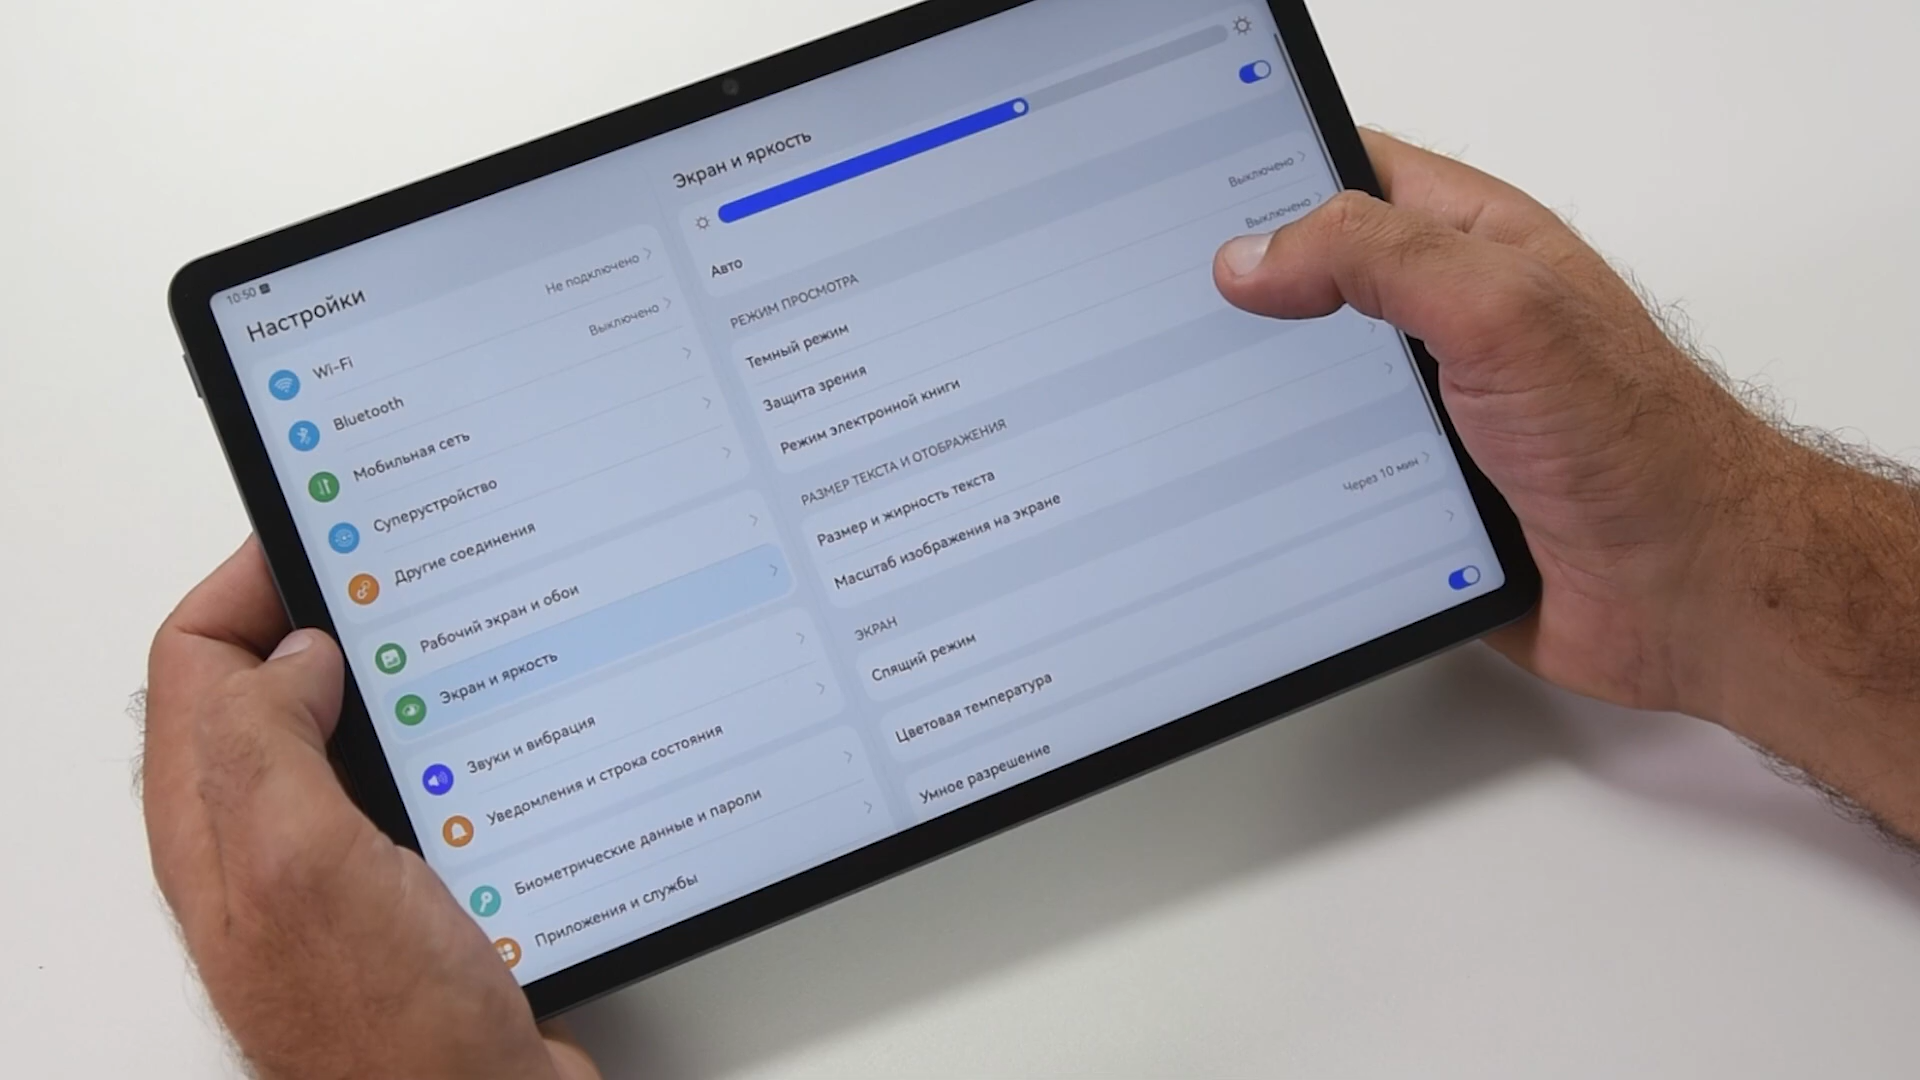 10:50
Настройки
Wi-Fi
Не подключено
Bluetooth
Выключено
Мобильная сеть
Суперустройство
Другие соединения
Рабочий экран и обои
Экран и яркость
Звуки и вибрация
Уведомления и строка состояния
Биометрические данные и пароли
Приложения и службы
Экран и яркость
Авто
РЕЖИМ ПРОСМОТРА
Темный режим
Выключено
Защита зрения
Выключено
Режим электронной книги
РАЗМЕР ТЕКСТА И ОТОБРАЖЕНИЯ
Размер и жирность текста
Масштаб изображения на экране
ЭКРАН
Спящий режим
Через 10 мин
Цветовая температура
Умное разрешение